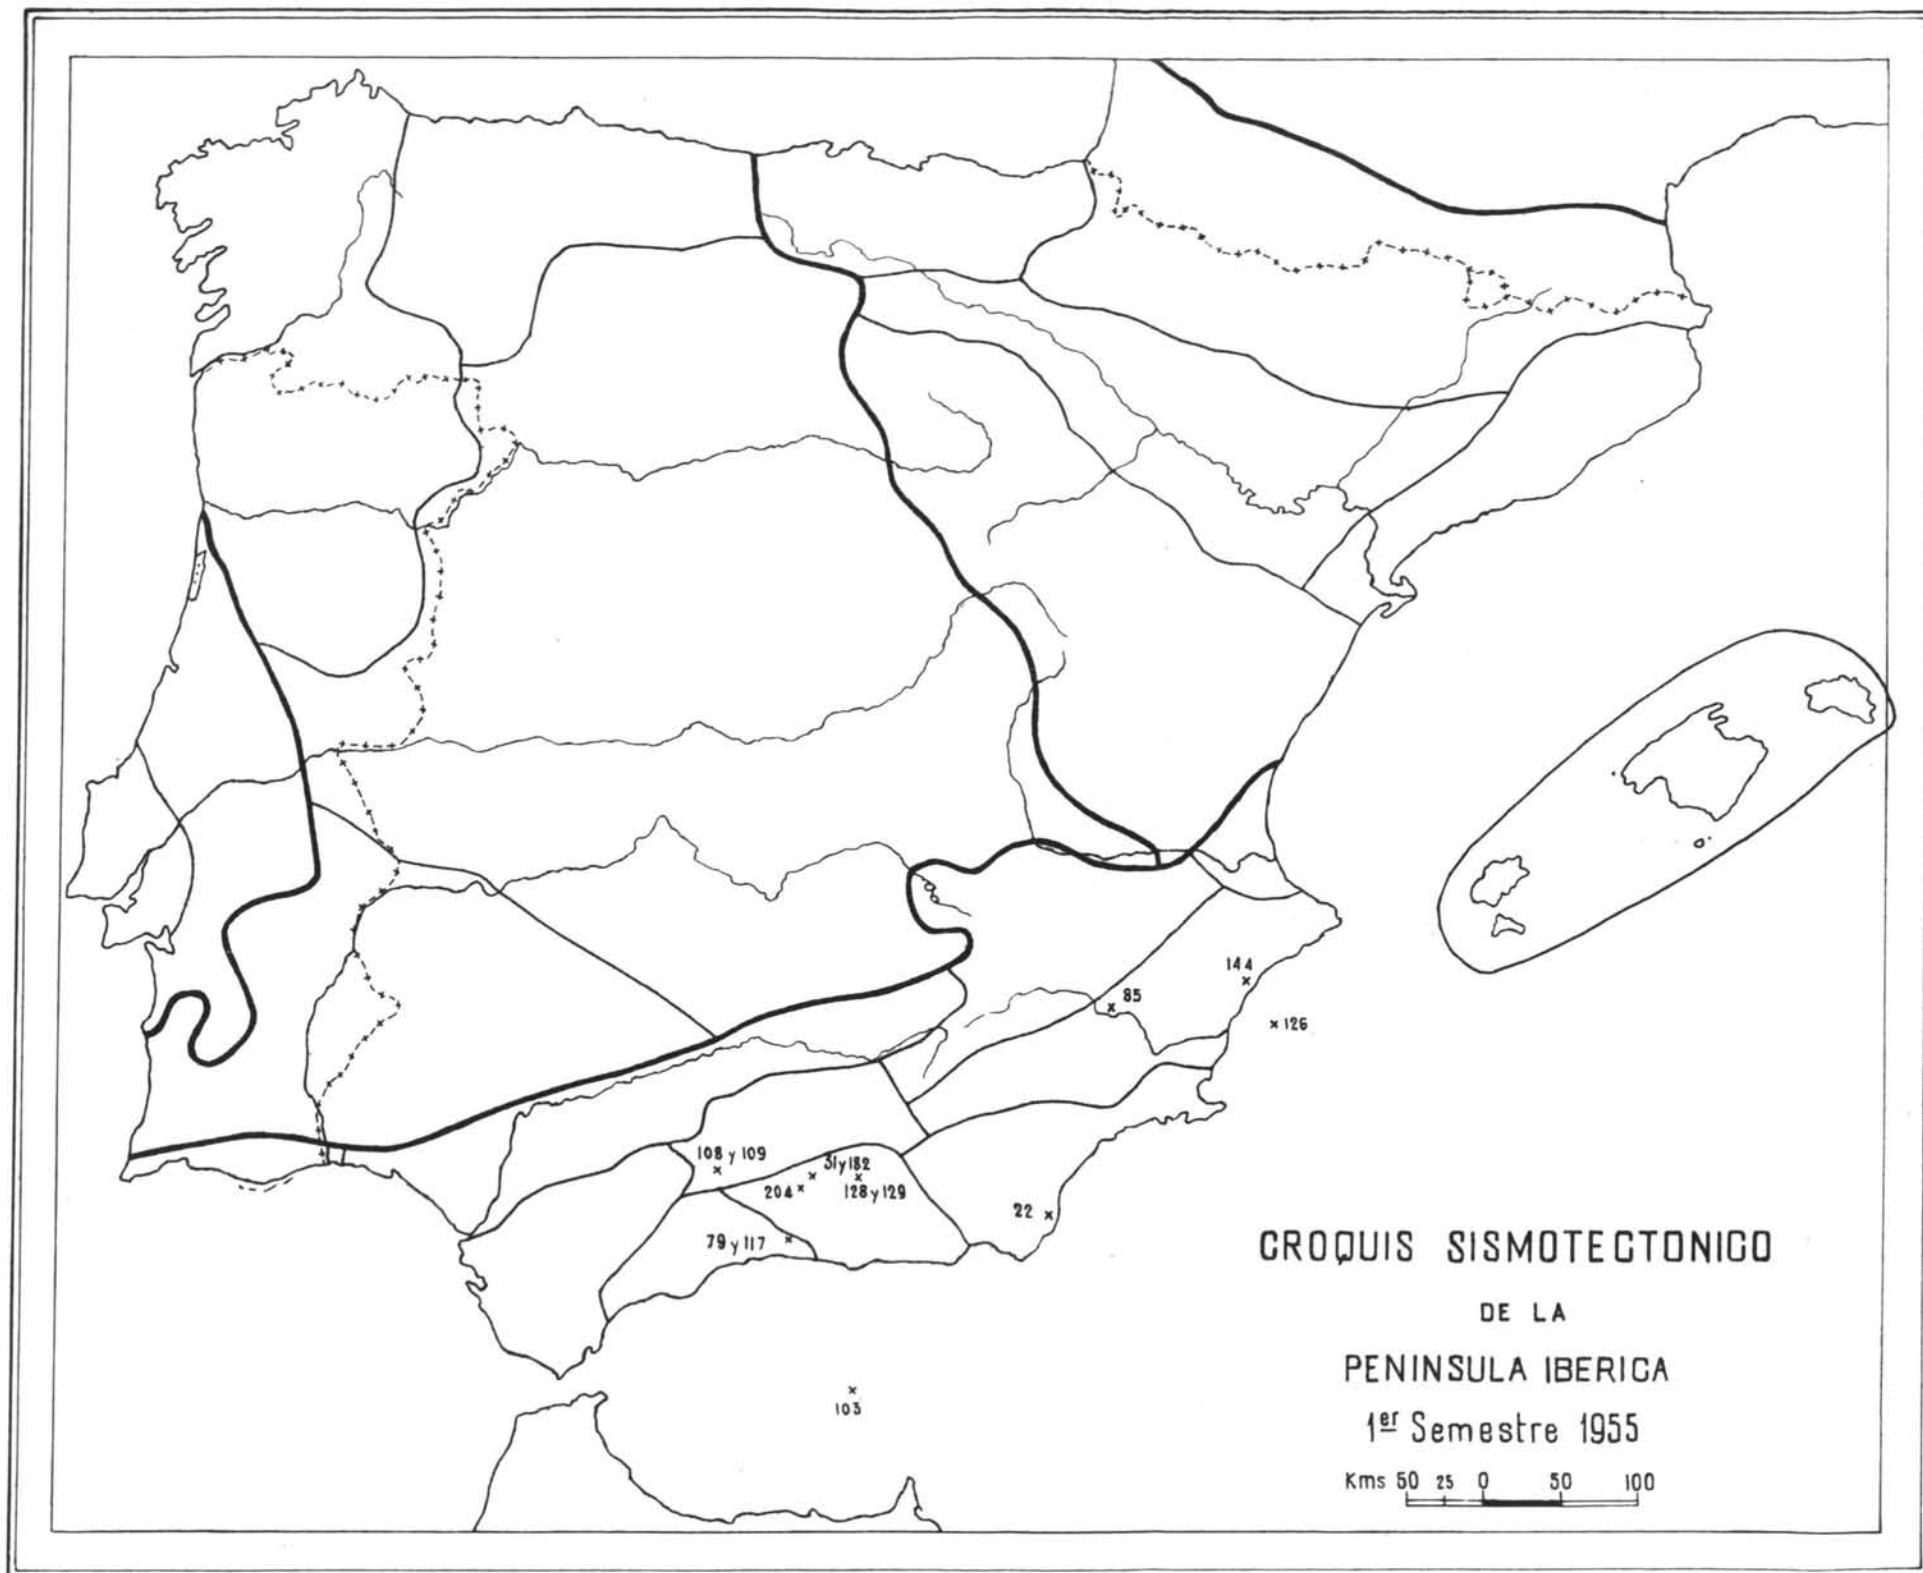 144
85
126
108 y 109
31 y 182
204
128 y 129
22
79 y 117
CROQUIS SISMOTECTONICO
DE LA
PENINSULA IBERICA
1er Semestre 1955
103
Kms 50 25 0 50 100